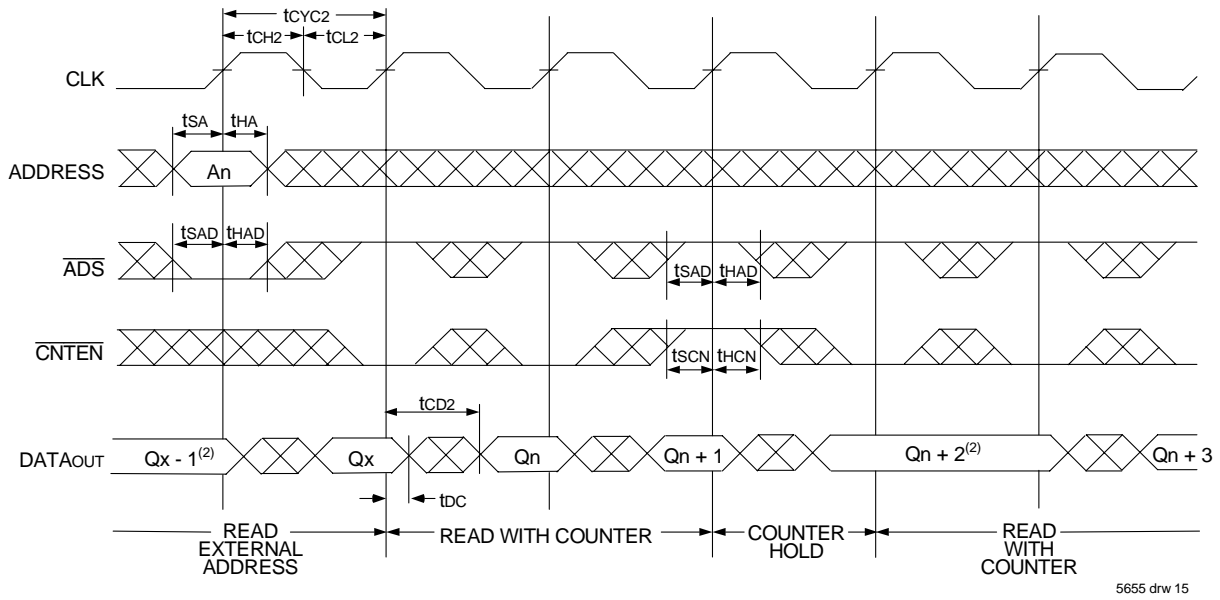 tCYC2
tCH2 tCL2
CLK
tSA tHA
ADDRESS An
tSAD tHAD
ADS tSAD tHAD
CNTEN tSCN tHCN
tCD2
DATAOUT Qx - 1(2) Qx Qn Qn + 1 Qn + 2(2) Qn + 3
tDC
READ EXTERNAL ADDRESS
READ WITH COUNTER
COUNTER HOLD
READ WITH COUNTER
5655 drw 15